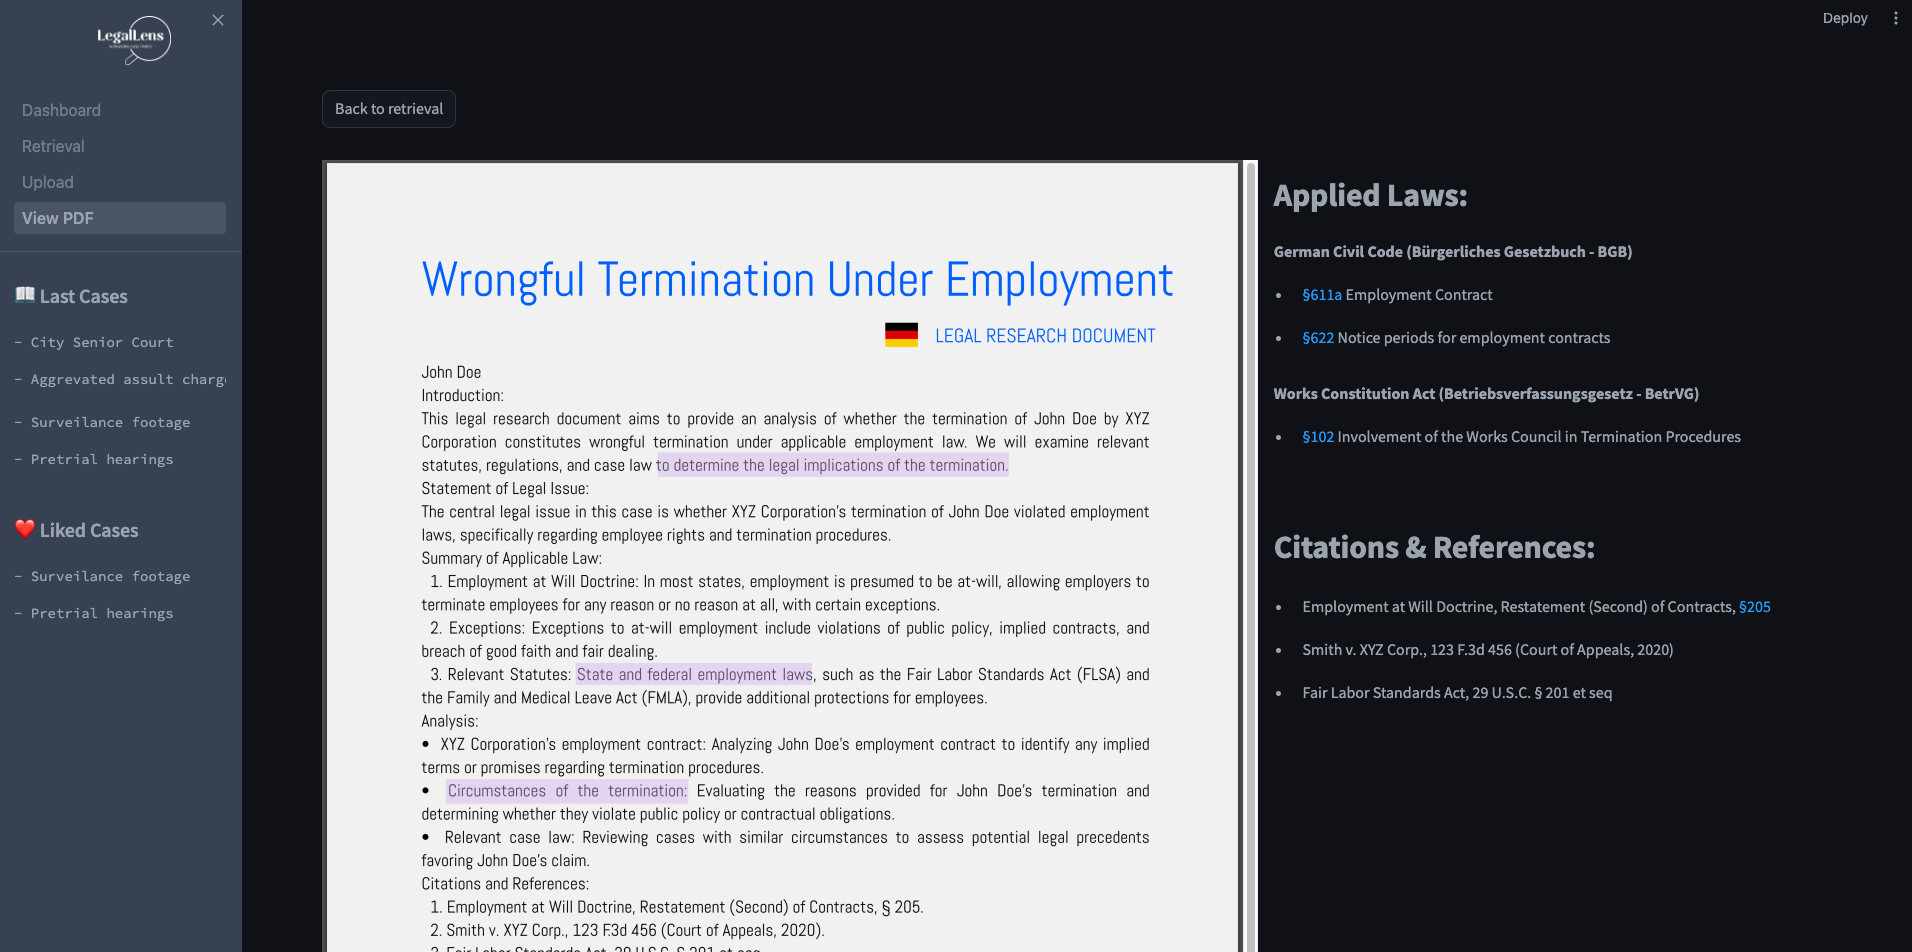 LegalLens
Deploy
Dashboard
Retrieval
Upload
View PDF
Last Cases
- City Senior Court
- Aggrevated assult charg
- Surveilance footage
- Pretrial hearings
Liked Cases
- Surveilance footage
- Pretrial hearings
Back to retrieval
Wrongful Termination Under Employment
LEGAL RESEARCH DOCUMENT
John Doe
Introduction:
This legal research document aims to provide an analysis of whether the termination of John Doe by XYZ
Corporation constitutes wrongful termination under applicable employment law. We will examine relevant
statutes, regulations, and case law to determine the legal implications of the termination.
Statement of Legal Issue:
The central legal issue in this case is whether XYZ Corporation's termination of John Doe violated employment
laws, specifically regarding employee rights and termination procedures.
Summary of Applicable Law:
1. Employment at Will Doctrine: In most states, employment is presumed to be at-will, allowing employers to
terminate employees for any reason or no reason at all, with certain exceptions.
2. Exceptions: Exceptions to at-will employment include violations of public policy, implied contracts, and
breach of good faith and fair dealing.
3. Relevant Statutes: State and federal employment laws, such as the Fair Labor Standards Act (FLSA) and
the Family and Medical Leave Act (FMLA), provide additional protections for employees.
Analysis:
• XYZ Corporation's employment contract: Analyzing John Doe's employment contract to identify any implied
terms or promises regarding termination procedures.
• Circumstances of the termination: Evaluating the reasons provided for John Doe's termination and
determining whether they violate public policy or contractual obligations.
• Relevant case law: Reviewing cases with similar circumstances to assess potential legal precedents
favoring John Doe's claim.
Citations and References:
1. Employment at Will Doctrine, Restatement (Second) of Contracts, § 205.
2. Smith v. XYZ Corp., 123 F.3d 456 (Court of Appeals, 2020).
3. Fair Labor Standards Act, 29 U.S.C. § 201 et seq.
Applied Laws:
German Civil Code (Bürgerliches Gesetzbuch - BGB)
• §611a Employment Contract
• §622 Notice periods for employment contracts
Works Constitution Act (Betriebsverfassungsgesetz - BetrVG)
• §102 Involvement of the Works Council in Termination Procedures
Citations & References:
• Employment at Will Doctrine, Restatement (Second) of Contracts, §205
• Smith v. XYZ Corp., 123 F.3d 456 (Court of Appeals, 2020)
• Fair Labor Standards Act, 29 U.S.C. § 201 et seq